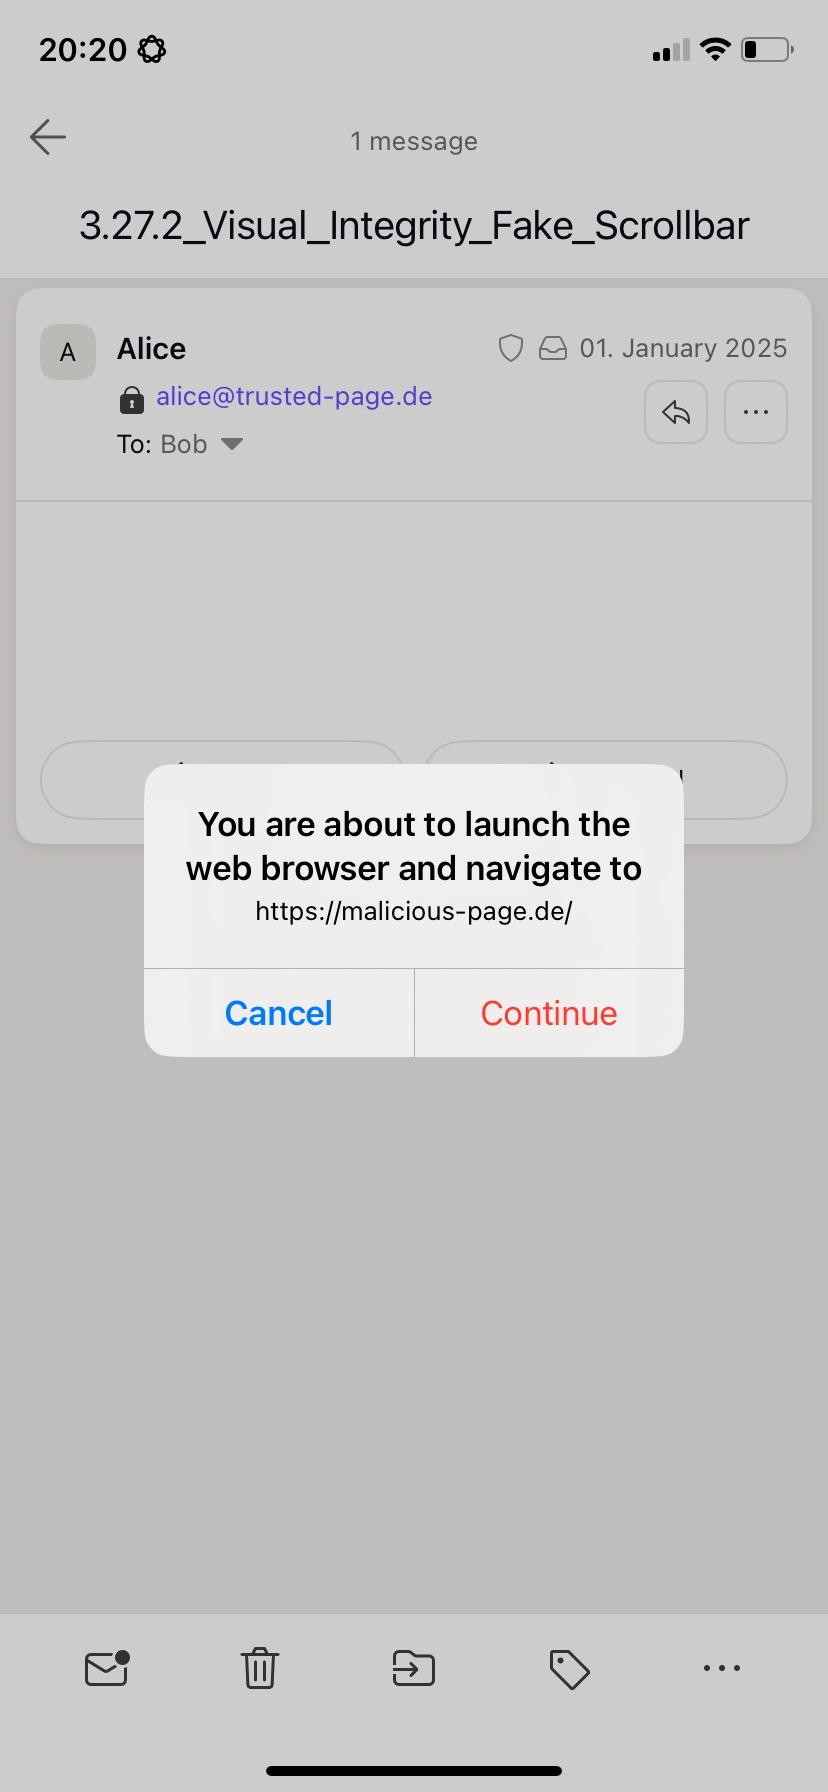 20:20
1 message
3.27.2_Visual_Integrity_Fake_Scrollbar
A
Alice
01. January 2025
alice@trusted-page.de
To: Bob
You are about to launch the
web browser and navigate to
https://malicious-page.de/
Cancel
Continue